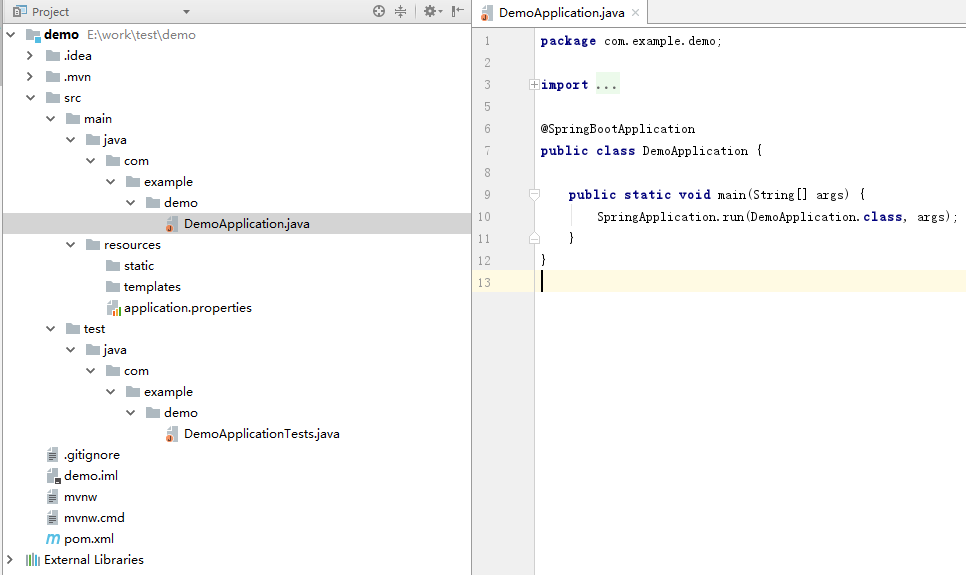 Project
demo E:\work\test\demo
.idea
.mvn
src
main
java
com
example
demo
DemoApplication.java
resources
static
templates
application.properties
test
java
com
example
demo
DemoApplicationTests.java
.gitignore
demo.iml
mvnw
mvnw.cmd
m pom.xml
External Libraries
DemoApplication.java
1 package com.example.demo;
2
3 import ...
5
6 @SpringBootApplication
7 public class DemoApplication {
8
9 public static void main(String[] args) {
10 SpringApplication.run(DemoApplication.class, args);
11 }
12 }
13